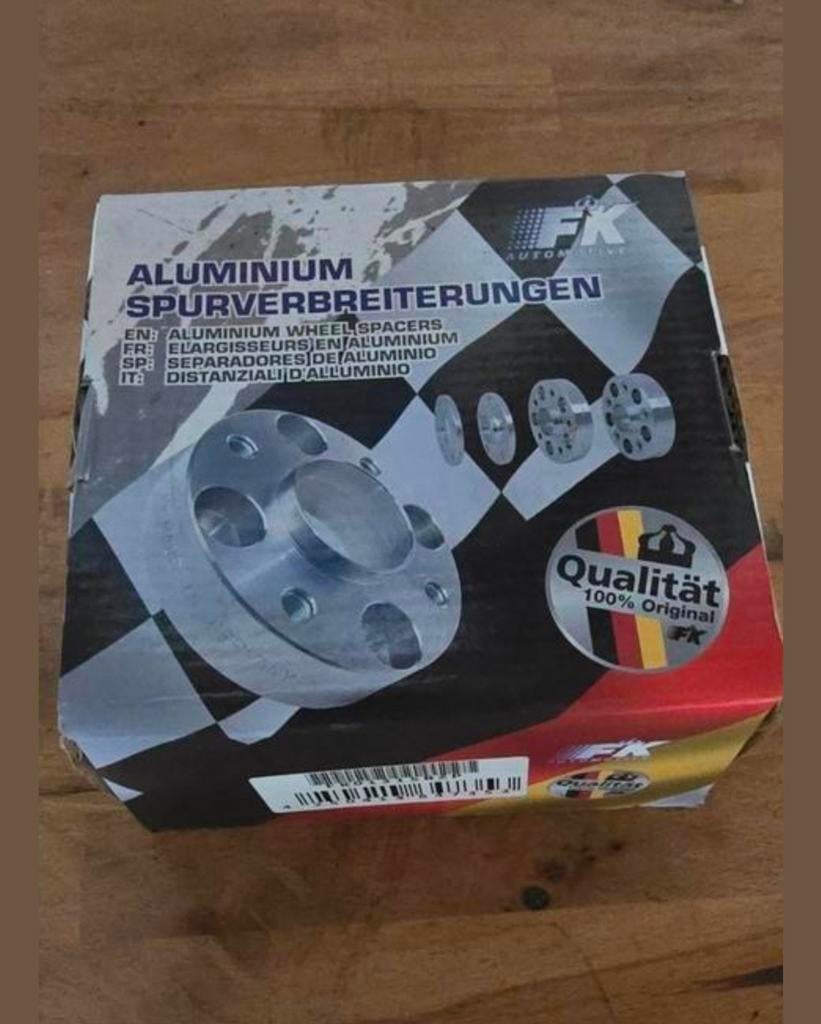 FK
AUTOMOTIVE
ALUMINIUM
SPURVERBREITERUNGEN
EN: ALUMINIUM WHEEL SPACERS
FR: ELARGISSEURS EN ALUMINIUM
SP: SEPARADORES DE ALUMINIO
IT: DISTANZIALI D'ALLUMINIO
Qualität
100% Original
FK
FK
Qualität